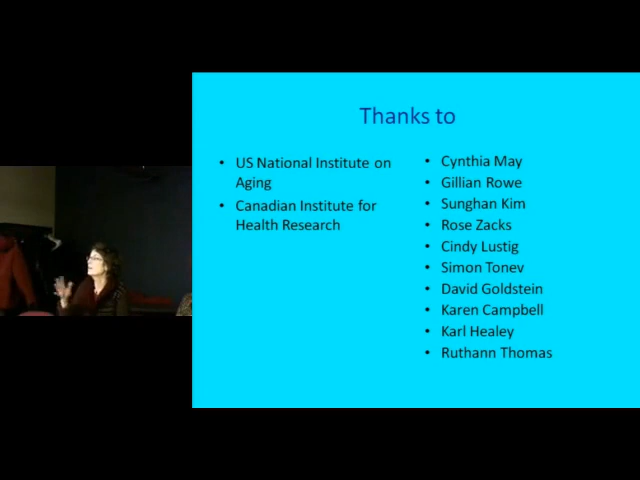 Thanks to
• US National Institute on
Aging
• Canadian Institute for
Health Research
• Cynthia May
• Gillian Rowe
• Sunghan Kim
• Rose Zacks
• Cindy Lustig
• Simon Tonev
• David Goldstein
• Karen Campbell
• Karl Healey
• Ruthann Thomas